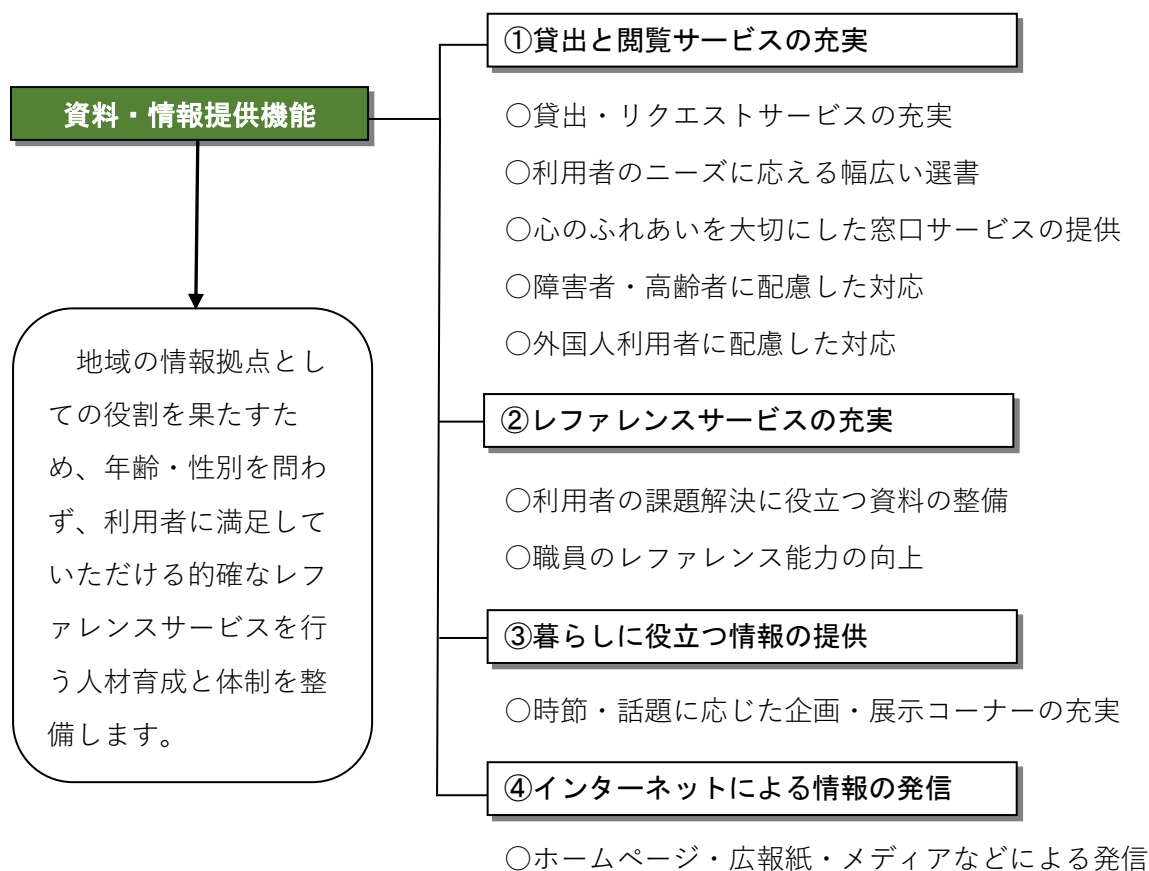 資料・情報提供機能
地域の情報拠点とし
ての役割を果たすた
め、年齢・性別を問わ
ず、利用者に満足して
いただける的確なレフ
ァレンスサービスを行
う人材育成と体制を整
備します。
①貸出と閲覧サービスの充実
○貸出・リクエストサービスの充実
○利用者のニーズに応える幅広い選書
○心のふれあいを大切にした窓口サービスの提供
○障害者・高齢者に配慮した対応
○外国人利用者に配慮した対応
②レファレンスサービスの充実
○利用者の課題解決に役立つ資料の整備
○職員のレファレンス能力の向上
③暮らしに役立つ情報の提供
○時節・話題に応じた企画・展示コーナーの充実
④インターネットによる情報の発信
○ホームページ・広報紙・メディアなどによる発信